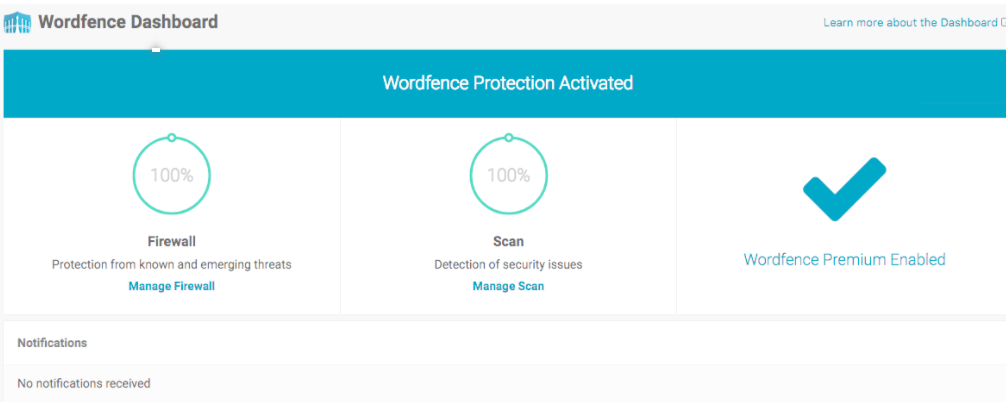 Wordfence Dashboard
Learn more about the Dashboard
Wordfence Protection Activated
100%
Firewall
Protection from known and emerging threats
Manage Firewall
100%
Scan
Detection of security issues
Manage Scan
Wordfence Premium Enabled
Notifications
No notifications received